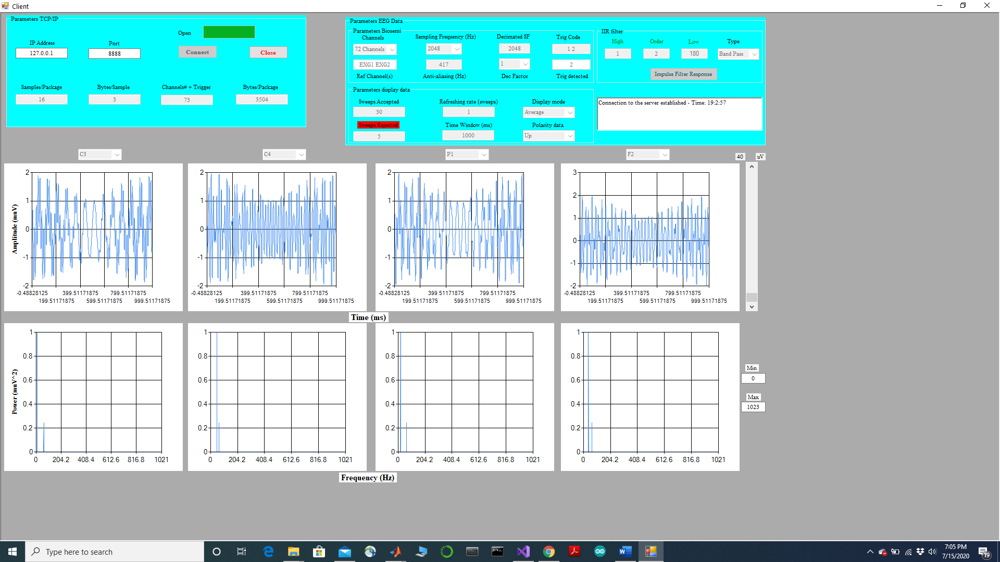 Client
Parameters TCP/IP
Open
IP Address
Port
127.0.0.1
8888
Connect
Close
Samples/Package
Bytes/Sample
Channels# + Trigger
Bytes/Package
16
3
73
3504
Parameters EEG Data
Parameters Biosemi
Channels
Sampling Frequency (Hz)
Decimated SF
Trig Code
72 Channels
2048
2048
1 2
EXG1 EXG2
417
1
2
Ref Channel(s)
Anti-aliasing (Hz)
Dec Factor
Trig detected
IIR filter
High
Order
Low
Type
1
2
180
Band Pass
Impulse Filter Response
Parameters display data
Sweeps Accepted
Refreshing rate (sweeps)
Display mode
30
1
Average
Sweeps Rejected
Time Window (ms)
Polarity data
5
1000
Up
Connection to the server established - Time: 19:2:57
C3
C4
P1
F2
40
uV
Amplitude (muV)
2
1
0
-1
-2
-0.48828125
399.51171875
799.51171875
199.51171875
599.51171875
999.51171875
2
1
0
-1
-2
-0.48828125
399.51171875
799.51171875
199.51171875
599.51171875
999.51171875
2
1
0
-1
-2
-0.48828125
399.51171875
799.51171875
199.51171875
599.51171875
999.51171875
3
2
1
0
-1
-2
-0.48828125
399.51171875
799.51171875
199.51171875
599.51171875
999.51171875
Time (ms)
Power (muV^2)
1
0.8
0.6
0.4
0.2
0
0 204.2 408.4 612.6 816.8 1021
1
0.8
0.6
0.4
0.2
0
0 204.2 408.4 612.6 816.8 1021
1
0.8
0.6
0.4
0.2
0
0 204.2 408.4 612.6 816.8 1021
1
0.8
0.6
0.4
0.2
0
0 204.2 408.4 612.6 816.8 1021
Min
0
Max
1023
Frequency (Hz)
Type here to search
7:05 PM
7/15/2020
19